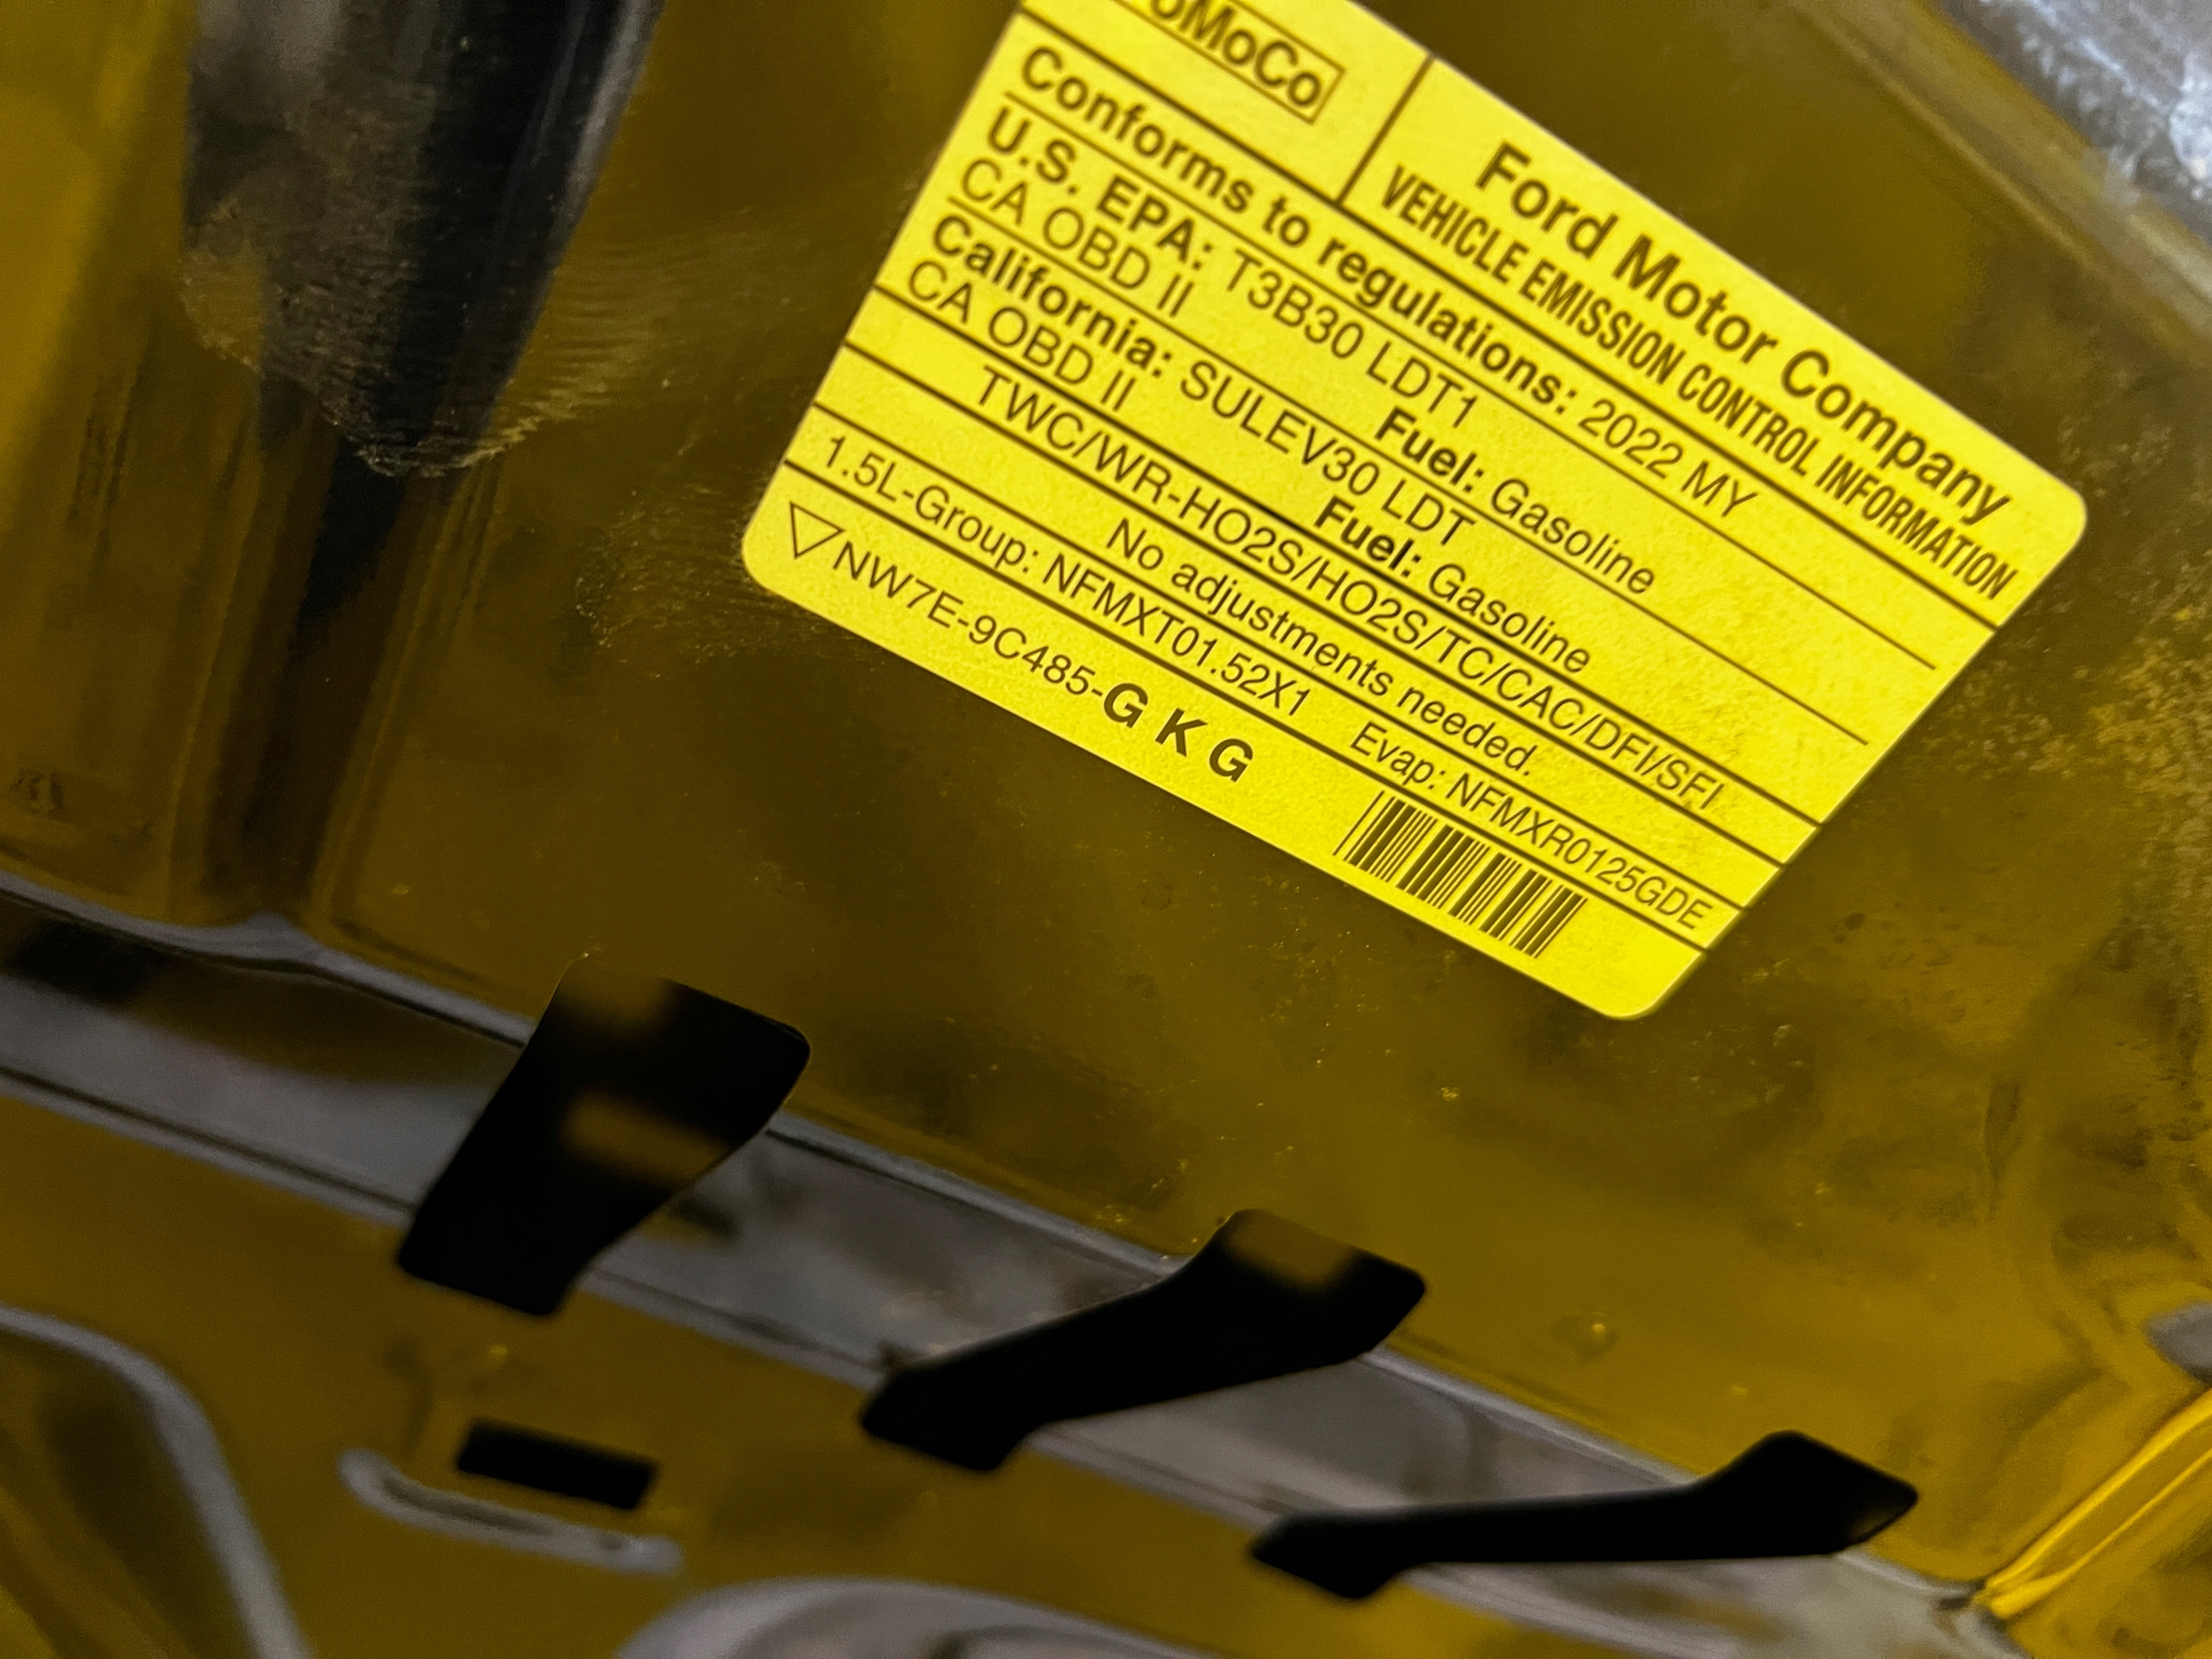 oMoCo
Ford Motor Company
VEHICLE EMISSION CONTROL INFORMATION
Conforms to regulations: 2022 MY
U.S. EPA: T3B30 LDT1
CA OBD II Fuel: Gasoline
California: SULEV30 LDT
CA OBD II Fuel: Gasoline
TWC/WR-HO2S/HO2S/TC/CAC/DFI/SFI
No adjustments needed.
1.5L-Group: NFMXT01.52X1 Evap: NFMXR0125GDE
NW7E-9C485-G K G